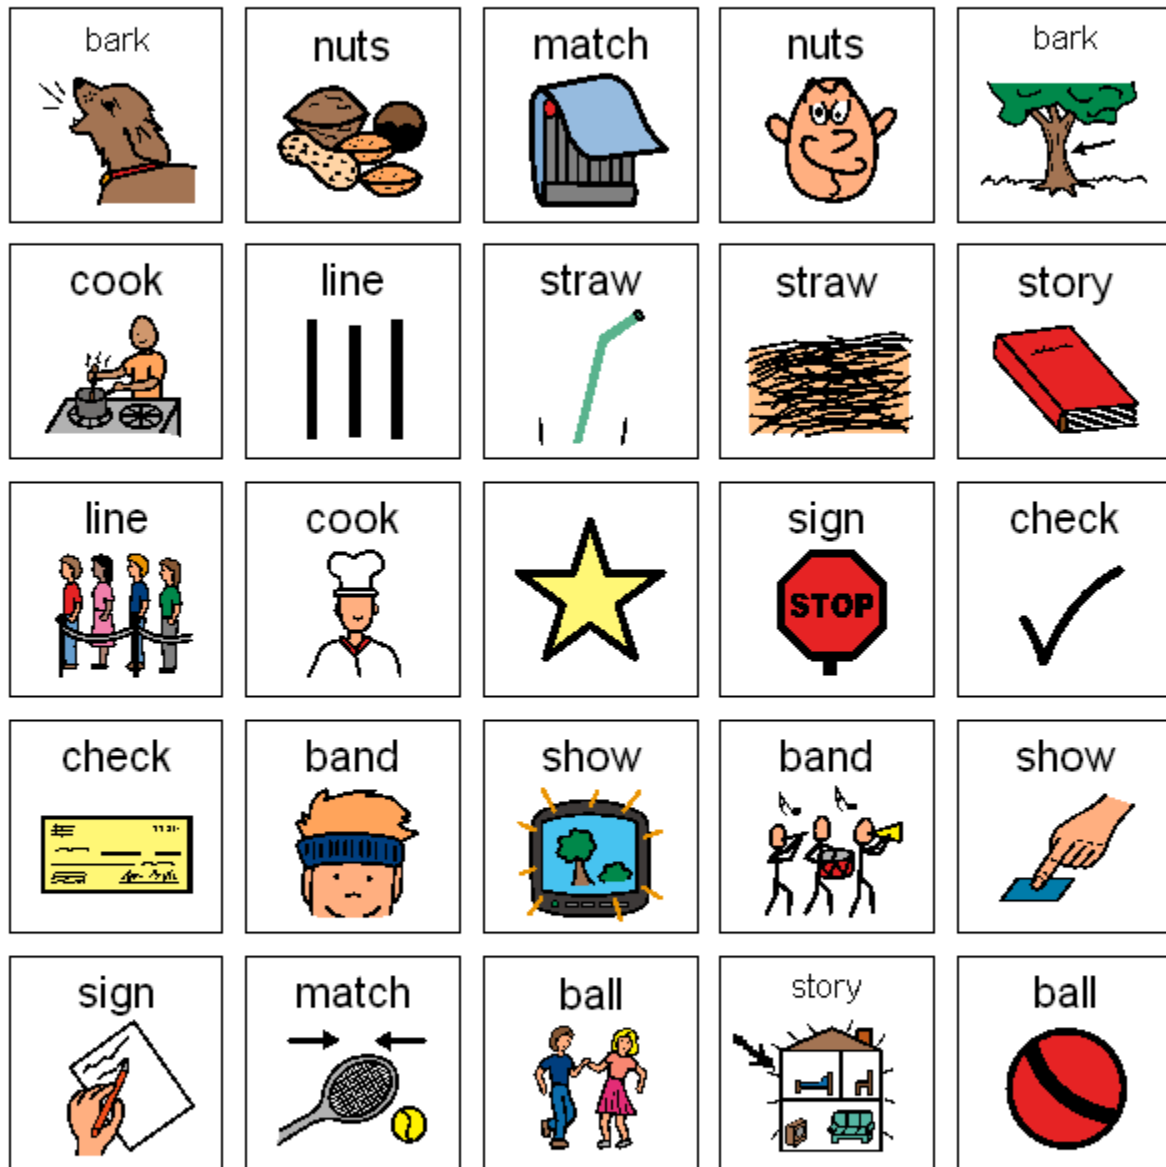 bark
nuts
match
nuts
bark
cook
line
straw
straw
story
line
cook
sign
STOP
check
check
band
show
band
show
sign
match
ball
story
ball